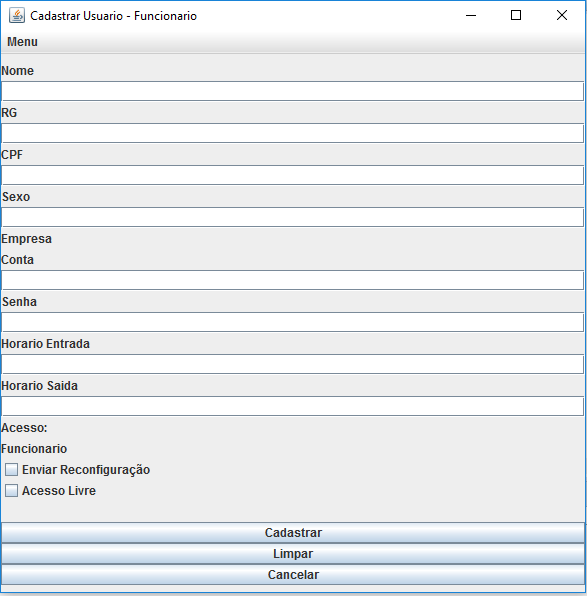 Cadastrar Usuario - Funcionario
Menu
Nome
RG
CPF
Sexo
Empresa
Conta
Senha
Horario Entrada
Horario Saida
Acesso:
Funcionario
Enviar Reconfiguração
Acesso Livre
Cadastrar
Limpar
Cancelar